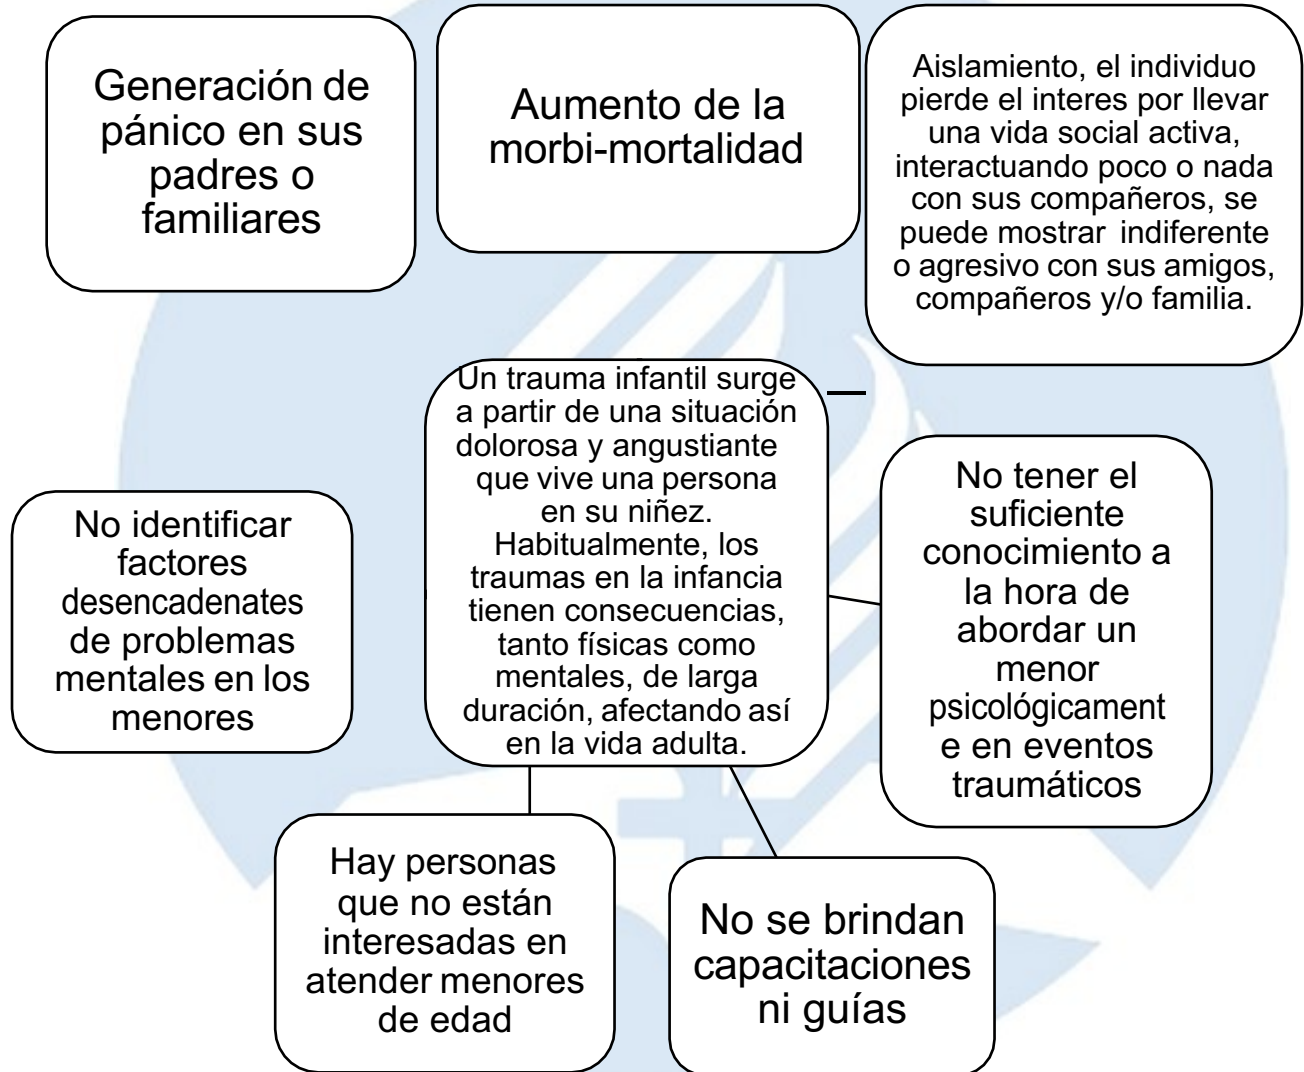 Generación de
pánico en sus
padres o
familiares
Aumento de la
morbi-mortalidad
Aislamiento, el individuo
pierde el interes por llevar
una vida social activa,
interactuando poco o nada
con sus compañeros, se
puede mostrar indiferente
o agresivo con sus amigos,
compañeros y/o familia.
Un trauma infantil surge
a partir de una situación
dolorosa y angustiante
que vive una persona
en su niñez.
Habitualmente, los
traumas en la infancia
tienen consecuencias,
tanto físicas como
mentales, de larga
duración, afectando así
en la vida adulta.
No identificar
factores
desencadenates
de problemas
mentales en los
menores
No tener el
suficiente
conocimiento a
la hora de
abordar un
menor
psicológicament
e en eventos
traumáticos
Hay personas
que no están
interesadas en
atender menores
de edad
No se brindan
capacitaciones
ni guías